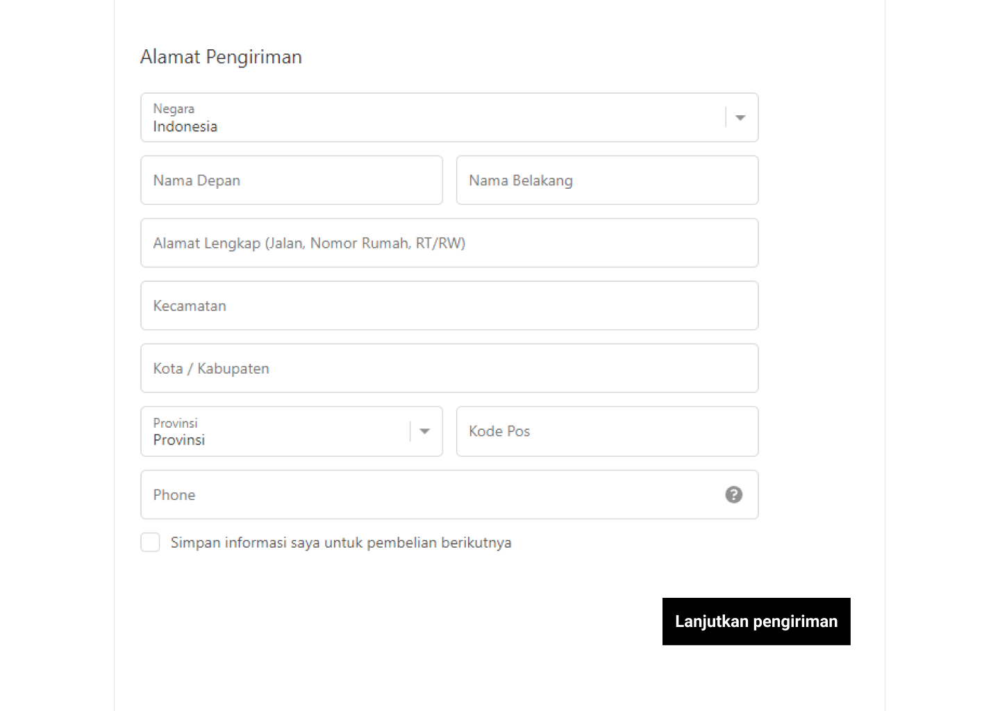 Alamat Pengiriman
Negara
Indonesia
Nama Depan
Nama Belakang
Alamat Lengkap (Jalan, Nomor Rumah, RT/RW)
Kecamatan
Kota / Kabupaten
Provinsi
Provinsi
Kode Pos
Phone
?
Simpan informasi saya untuk pembelian berikutnya
Lanjutkan pengiriman